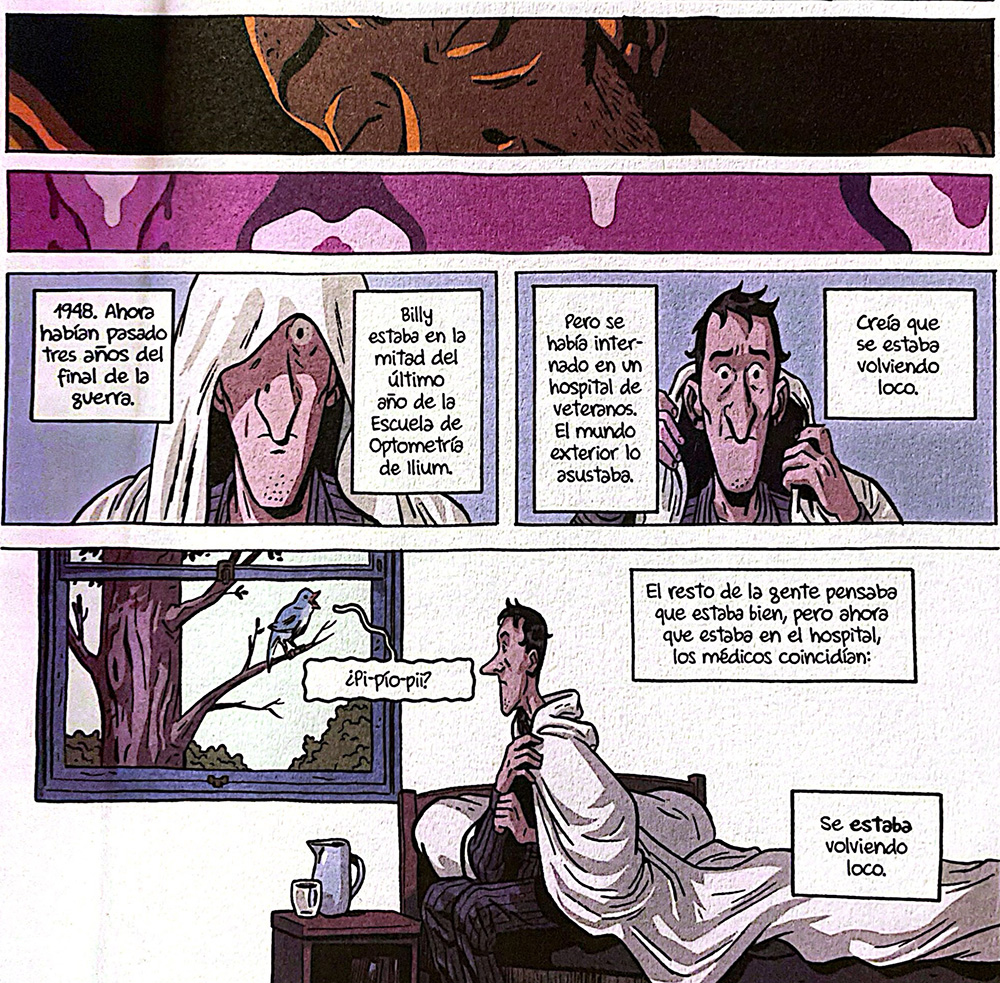 1948. Ahora
habían pasado
tres años del
final de la
guerra.
Billy
estaba en la
mitad del
último
año de la
Escuela de
Optometría
de Ilium.
Pero se
había inter-
nado en un
hospital de
veteranos.
El mundo
exterior lo
asustaba.
Creía que
se estaba
volviendo
loco.
¿Pi-pío-pii?
El resto de la gente pensaba
que estaba bien, pero ahora
que estaba en el hospital,
los médicos coincidían:
Se estaba
volviendo
loco.